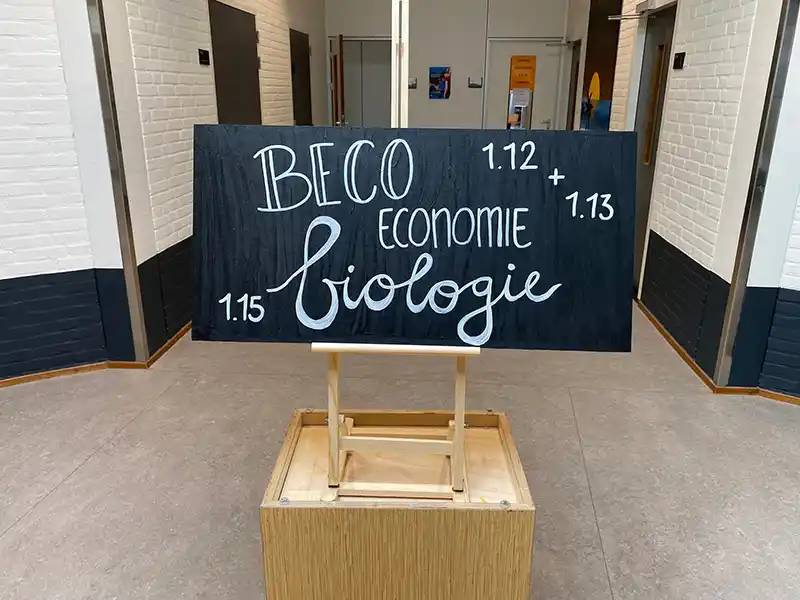 BECO
1.12
+
1.13
ECONOMIE
biologie
1.15